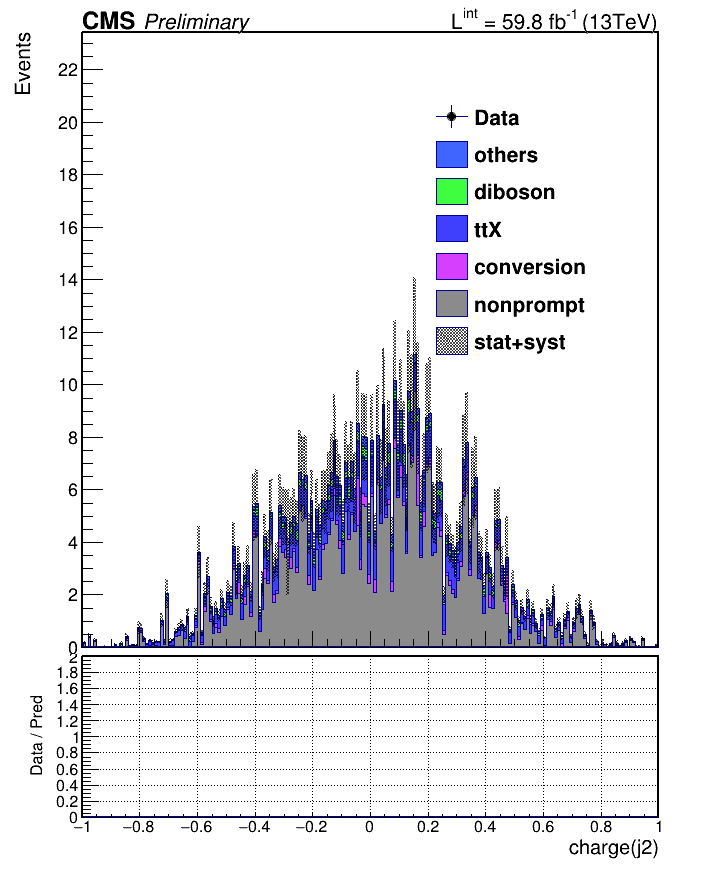 CMS Preliminary
L^int = 59.8 fb^-1 (13TeV)
Events
22
20
18
16
14
12
10
8
6
4
2
0
Data
others
diboson
ttX
conversion
nonprompt
stat+syst
Data / Pred
2
1.8
1.6
1.4
1.2
1
0.8
0.6
0.4
0.2
0
−1 −0.8 −0.6 −0.4 −0.2 0 0.2 0.4 0.6 0.8 1
charge(j2)